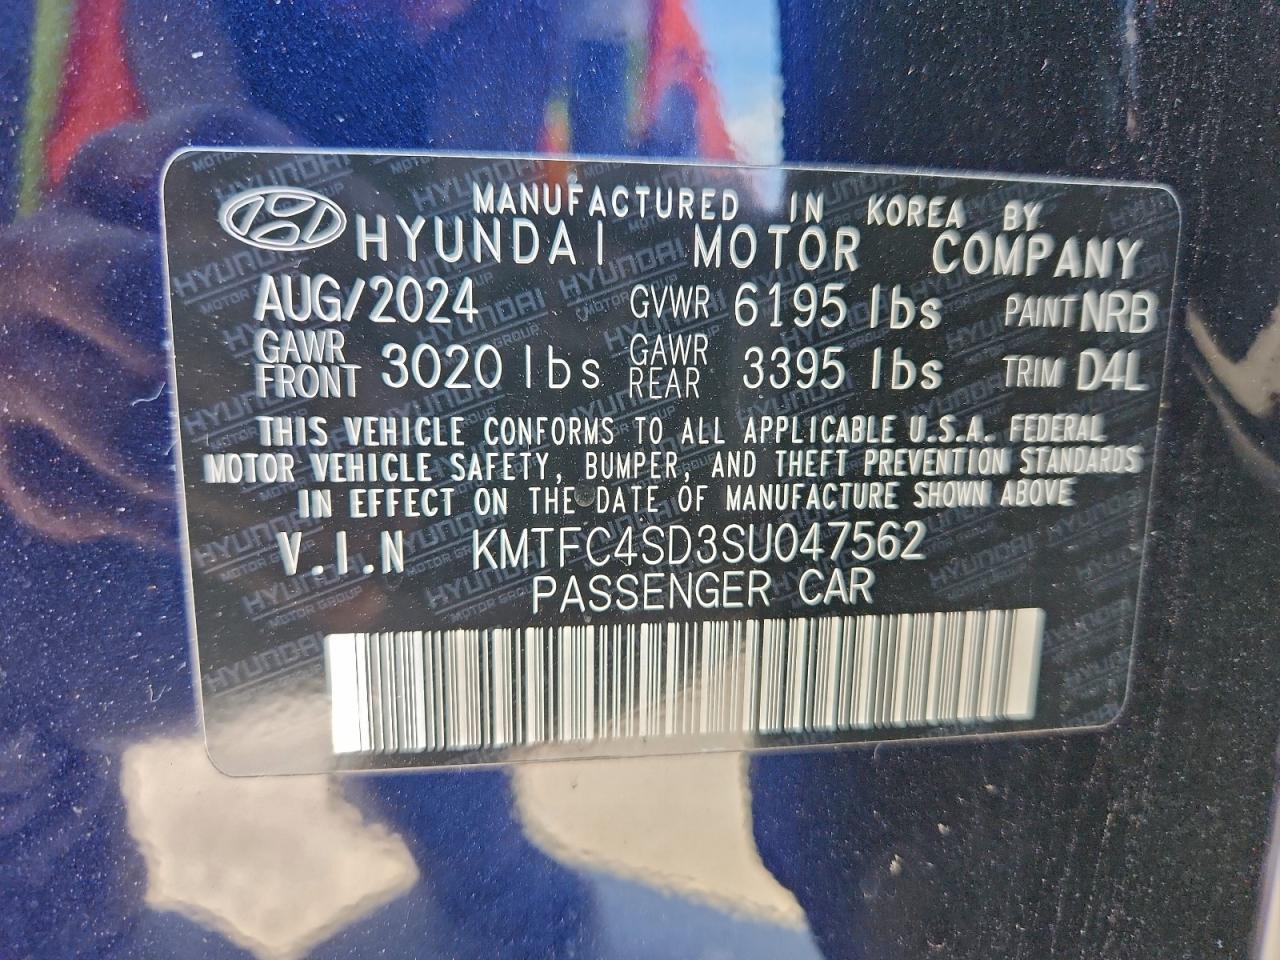 MANUFACTURED IN KOREA BY
HYUNDAI MOTOR COMPANY
AUG/2024 GVWR 6195 lbs PAINT NRB
GAWR FRONT 3020 lbs GAWR REAR 3395 lbs TRIM D4L
THIS VEHICLE CONFORMS TO ALL APPLICABLE U.S.A. FEDERAL
MOTOR VEHICLE SAFETY, BUMPER, AND THEFT PREVENTION STANDARDS
IN EFFECT ON THE DATE OF MANUFACTURE SHOWN ABOVE
V.I.N KMTFC4SD3SU047562
PASSENGER CAR